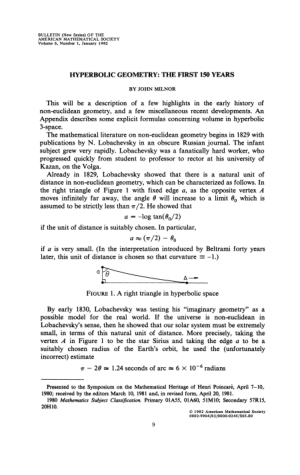 BULLETIN (New Series) OF THE
AMERICAN MATHEMATICAL SOCIETY
Volume 6, Number 1, January 1982
HYPERBOLIC GEOMETRY: THE FIRST 150 YEARS
BY JOHN MILNOR
This will be a description of a few highlights in the early history of
non-euclidean geometry, and a few miscellaneous recent developments. An
Appendix describes some explicit formulas concerning volume in hyperbolic
3-space.
The mathematical literature on non-euclidean geometry begins in 1829 with
publications by N. Lobachevsky in an obscure Russian journal. The infant
subject grew very rapidly. Lobachevsky was a fanatically hard worker, who
progressed quickly from student to professor to rector at his university of
Kazan, on the Volga.
Already in 1829, Lobachevsky showed that there is a natural unit of
distance in non-euclidean geometry, which can be characterized as follows. In
the right triangle of Figure 1 with fixed edge a, as the opposite vertex A
moves infinitely far away, the angle θ will increase to a limit θ₀ which is
assumed to be strictly less than π/2. He showed that
a = −log tan(θ₀/2)
if the unit of distance is suitably chosen. In particular,
a ≈ (π/2) − θ₀
if a is very small. (In the interpretation introduced by Beltrami forty years
later, this unit of distance is chosen so that curvature ≡ −1.)
a θ A
FIGURE 1. A right triangle in hyperbolic space
By early 1830, Lobachevsky was testing his "imaginary geometry" as a
possible model for the real world. If the universe is non-euclidean in
Lobachevsky's sense, then he showed that our solar system must be extremely
small, in terms of this natural unit of distance. More precisely, taking the
vertex A in Figure 1 to be the star Sirius and taking the edge a to be a
suitably chosen radius of the Earth's orbit, he used the (unfortunately
incorrect) estimate
π − 2θ ≅ 1.24 seconds of arc ≅ 6 × 10⁻⁶ radians
Presented to the Symposium on the Mathematical Heritage of Henri Poincaré, April 7–10,
1980; received by the editors March 10, 1981 and, in revised form, April 20, 1981.
1980 Mathematics Subject Classification. Primary 01A55, 01A60, 51M10; Secondary 57R15,
20H10.
© 1982 American Mathematical Society
9